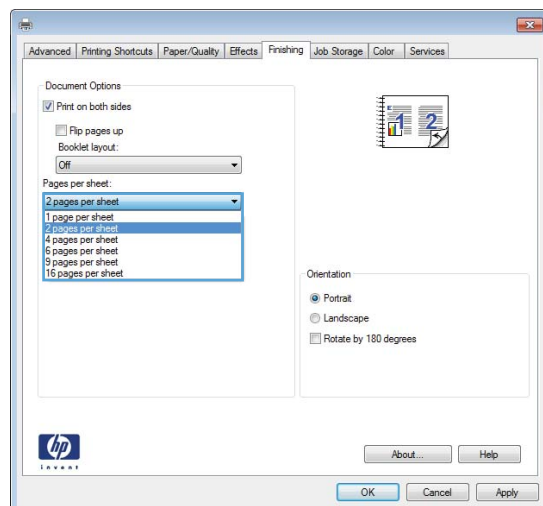 Advanced Printing Shortcuts Paper/Quality Effects Finishing Job Storage Color Services
Document Options
Print on both sides
Flip pages up
Booklet layout:
Off
Pages per sheet:
2 pages per sheet
1 page per sheet
2 pages per sheet
4 pages per sheet
6 pages per sheet
9 pages per sheet
16 pages per sheet
1 2
Orientation
Portrait
Landscape
Rotate by 180 degrees
hp
invent
About... Help
OK Cancel Apply